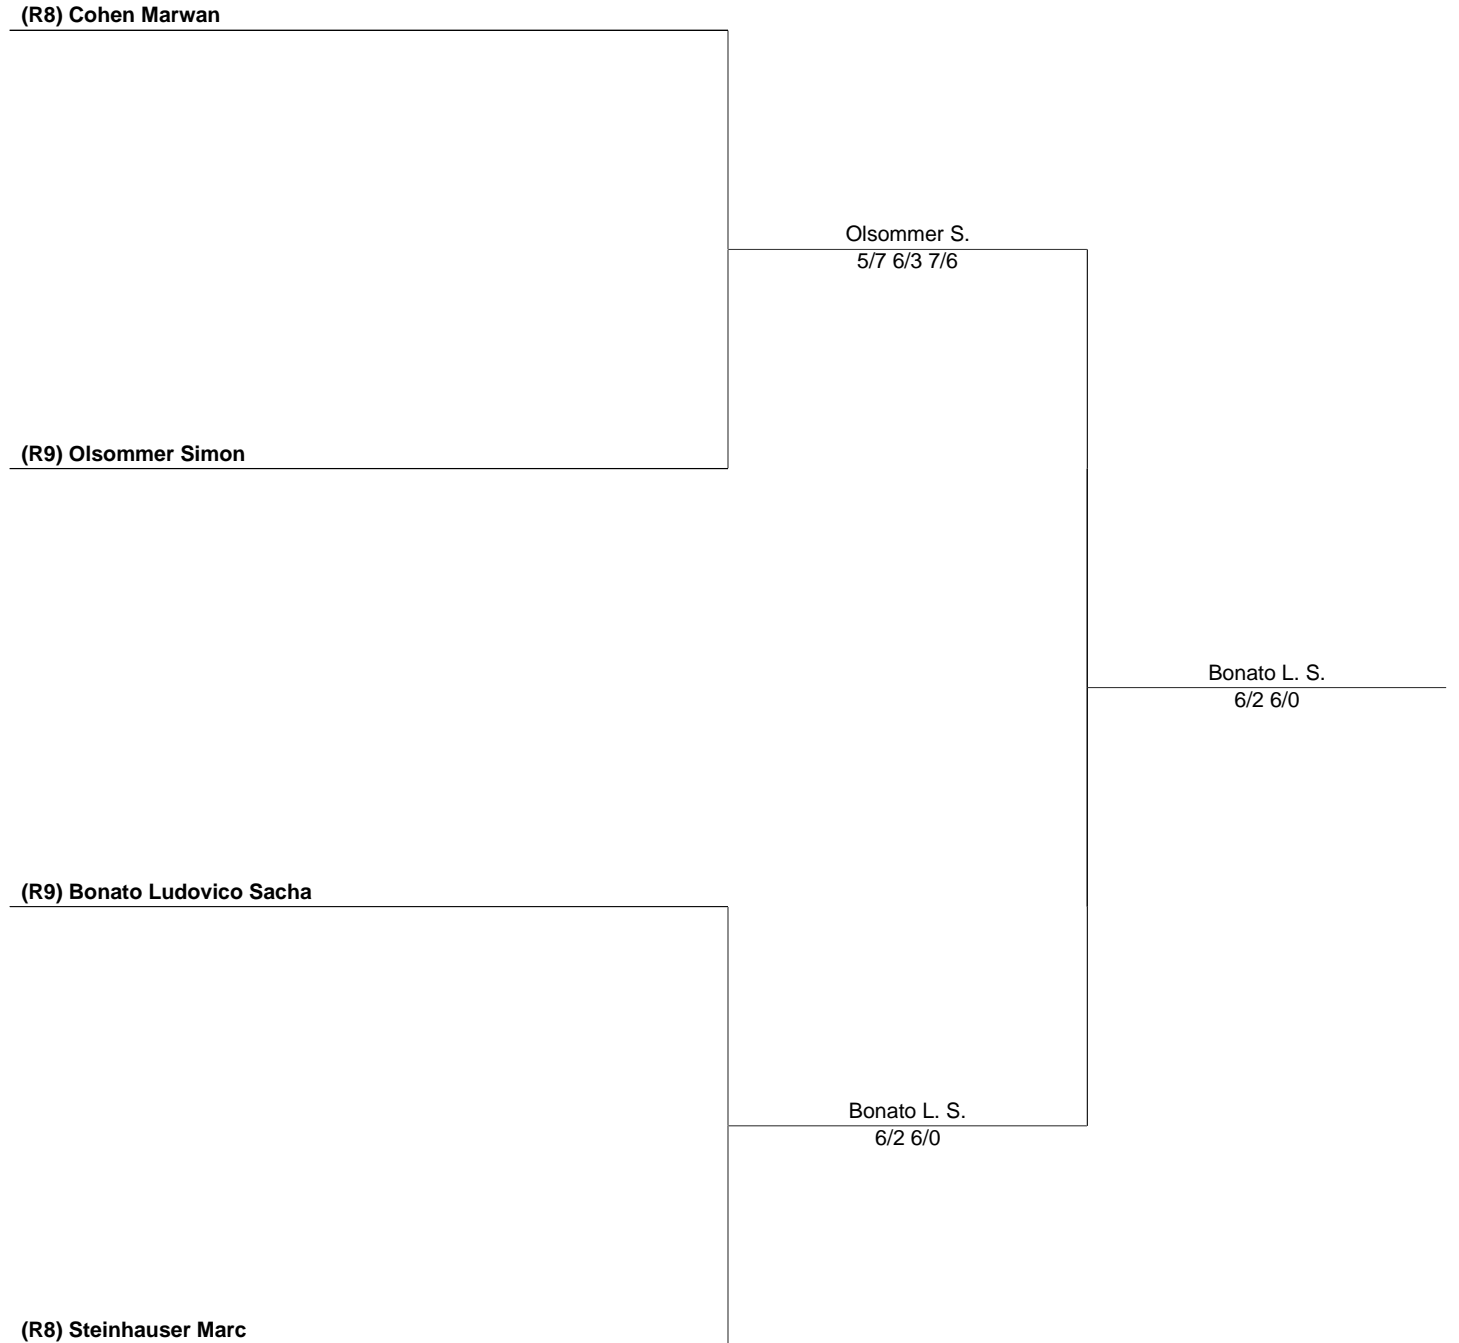 (R8) Cohen Marwan
Olsommer S.
5/7 6/3 7/6
(R9) Olsommer Simon
Bonato L. S.
6/2 6/0
(R9) Bonato Ludovico Sacha
Bonato L. S.
6/2 6/0
(R8) Steinhauser Marc